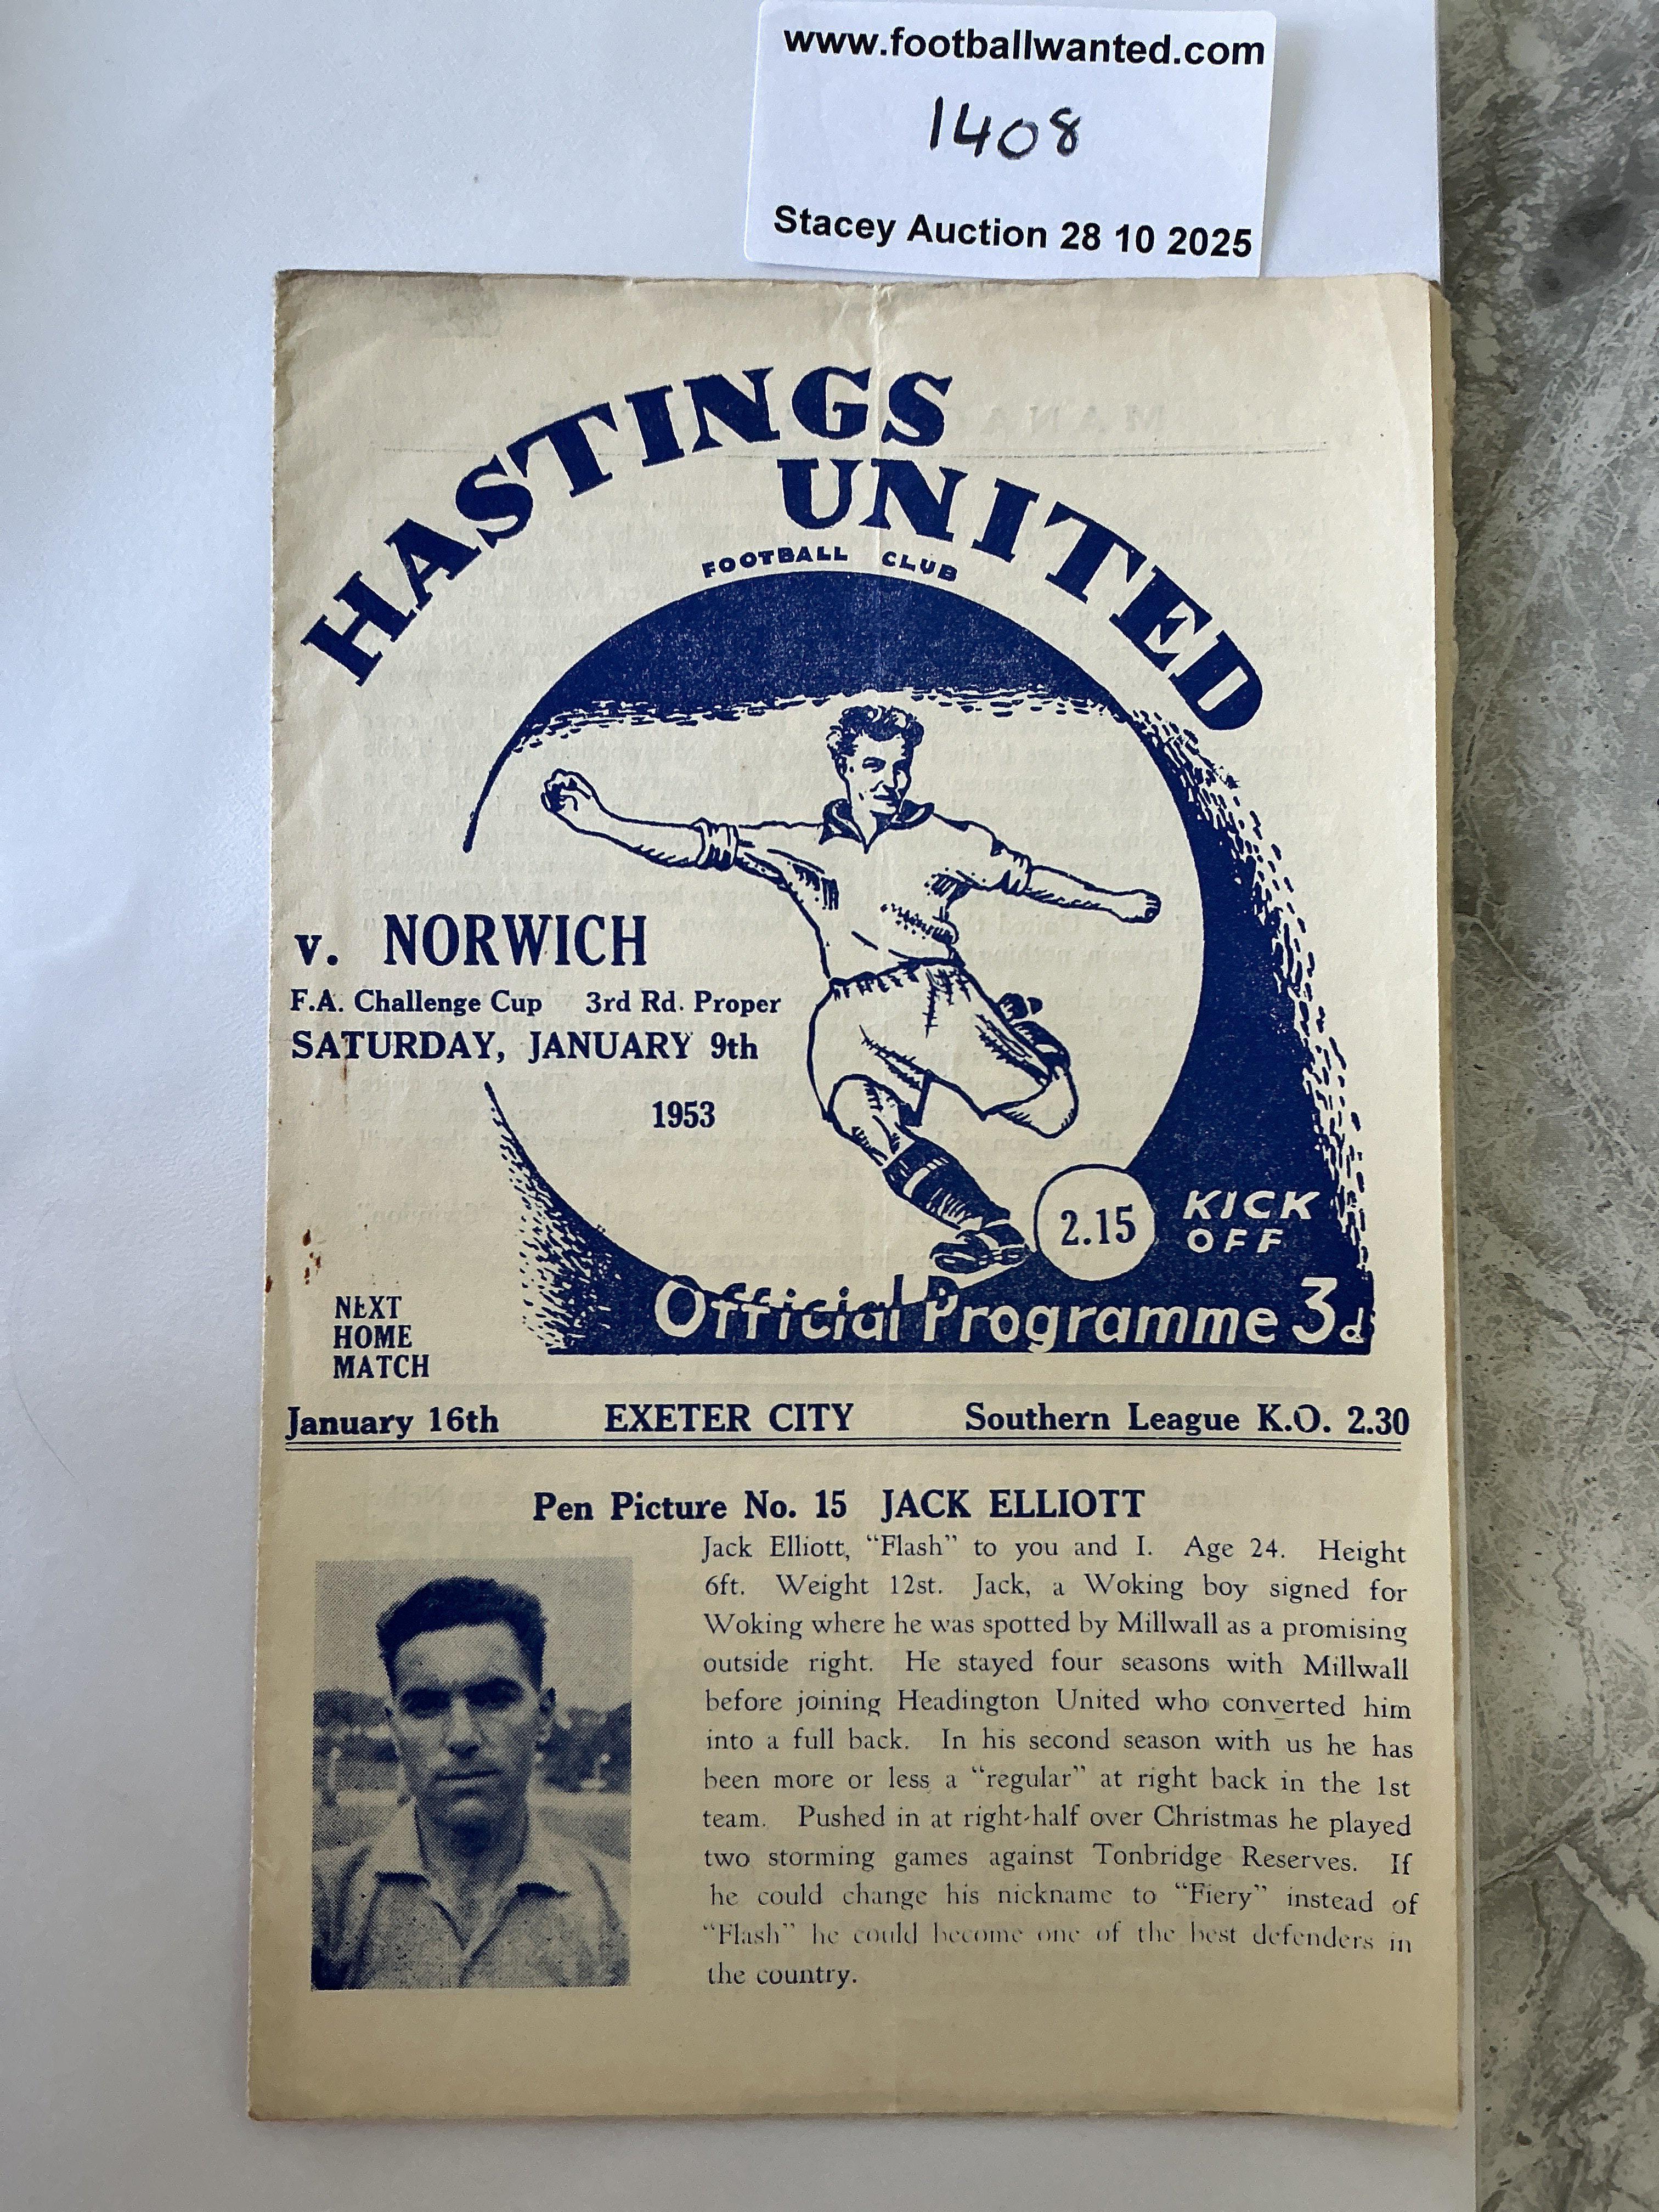 www.footballwanted.com
1408
Stacey Auction 28 10 2025
HASTINGS
UNITED
FOOTBALL CLUB
v. NORWICH
F.A. Challenge Cup 3rd Rd. Proper
SATURDAY, JANUARY 9th
1953
2.15 KICK
OFF
Official Programme 3d
NEXT
HOME
MATCH
January 16th EXETER CITY Southern League K.O. 2.30
Pen Picture No. 15 JACK ELLIOTT
Jack Elliott, "Flash" to you and I. Age 24. Height
6ft. Weight 12st. Jack, a Woking boy signed for
Woking where he was spotted by Millwall as a promising
outside right. He stayed four seasons with Millwall
before joining Headington United who converted him
into a full back. In his second season with us he has
been more or less a "regular" at right back in the 1st
team. Pushed in at right-half over Christmas he played
two storming games against Tonbridge Reserves. If
he could change his nickname to "Fiery" instead of
"Flash" he could become one of the best defenders in
the country.